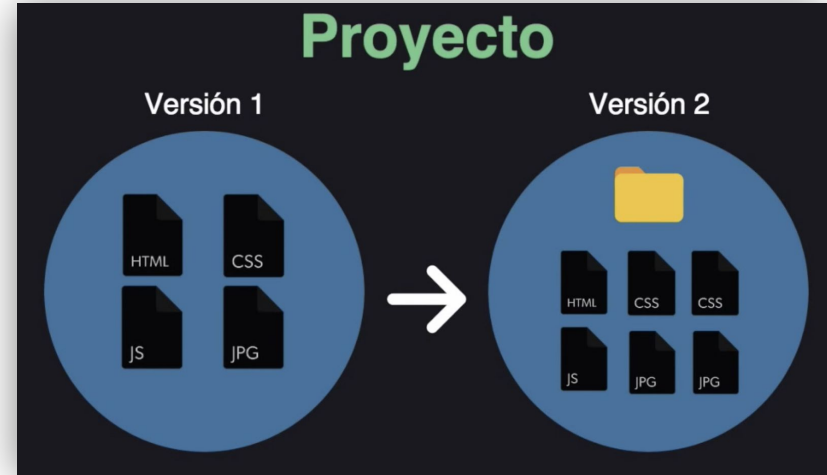 Proyecto
Versión 1
Versión 2
HTML
CSS
JS
JPG
HTML
CSS
CSS
JS
JPG
JPG